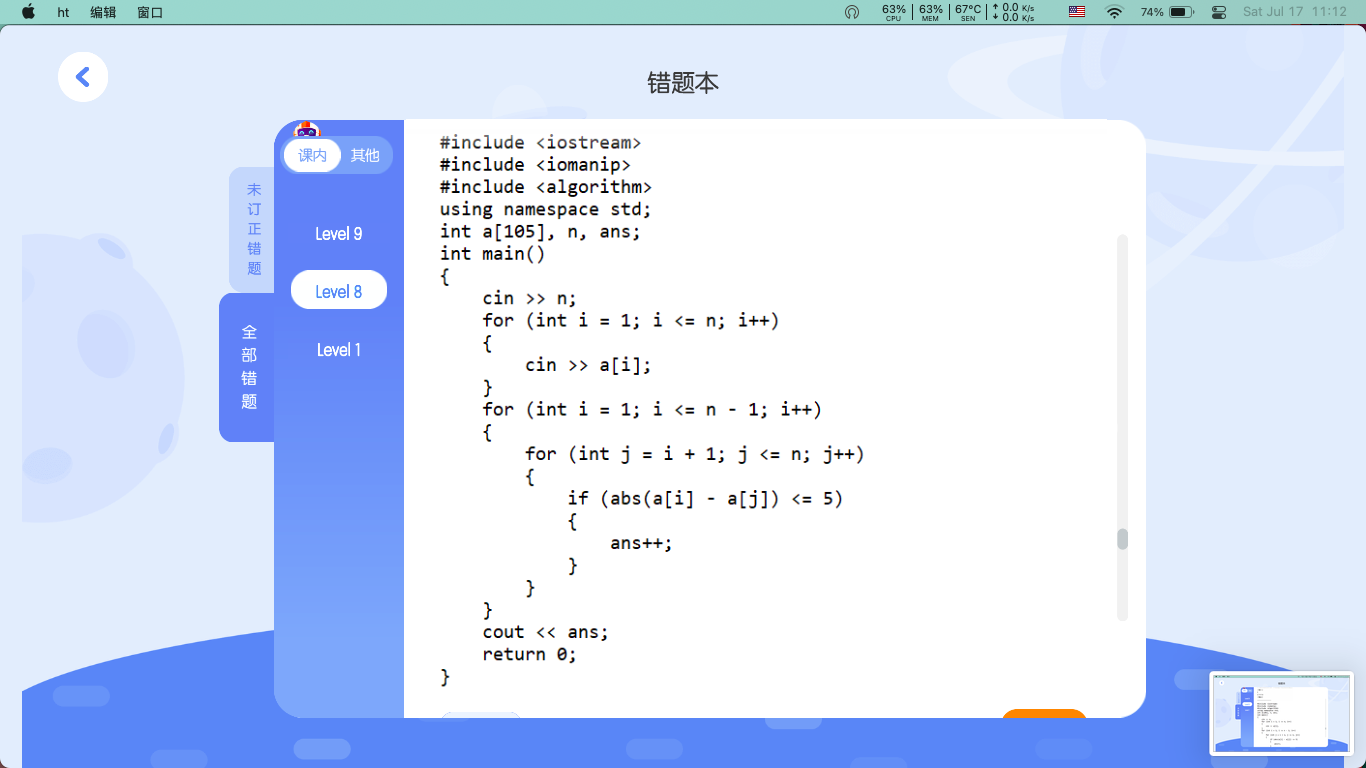 ht 编辑 窗口 63% CPU 63% MEM 67°C SEN 0.0 K/s 0.0 K/s 74% Sat Jul 17 11:12
错题本
课内 其他
未订正错题
全部错题
Level 9
Level 8
Level 1
#include <iostream>
#include <iomanip>
#include <algorithm>
using namespace std;
int a[105], n, ans;
int main()
{
    cin >> n;
    for (int i = 1; i <= n; i++)
    {
        cin >> a[i];
    }
    for (int i = 1; i <= n - 1; i++)
    {
        for (int j = i + 1; j <= n; j++)
        {
            if (abs(a[i] - a[j]) <= 5)
            {
                ans++;
            }
        }
    }
    cout << ans;
    return 0;
}